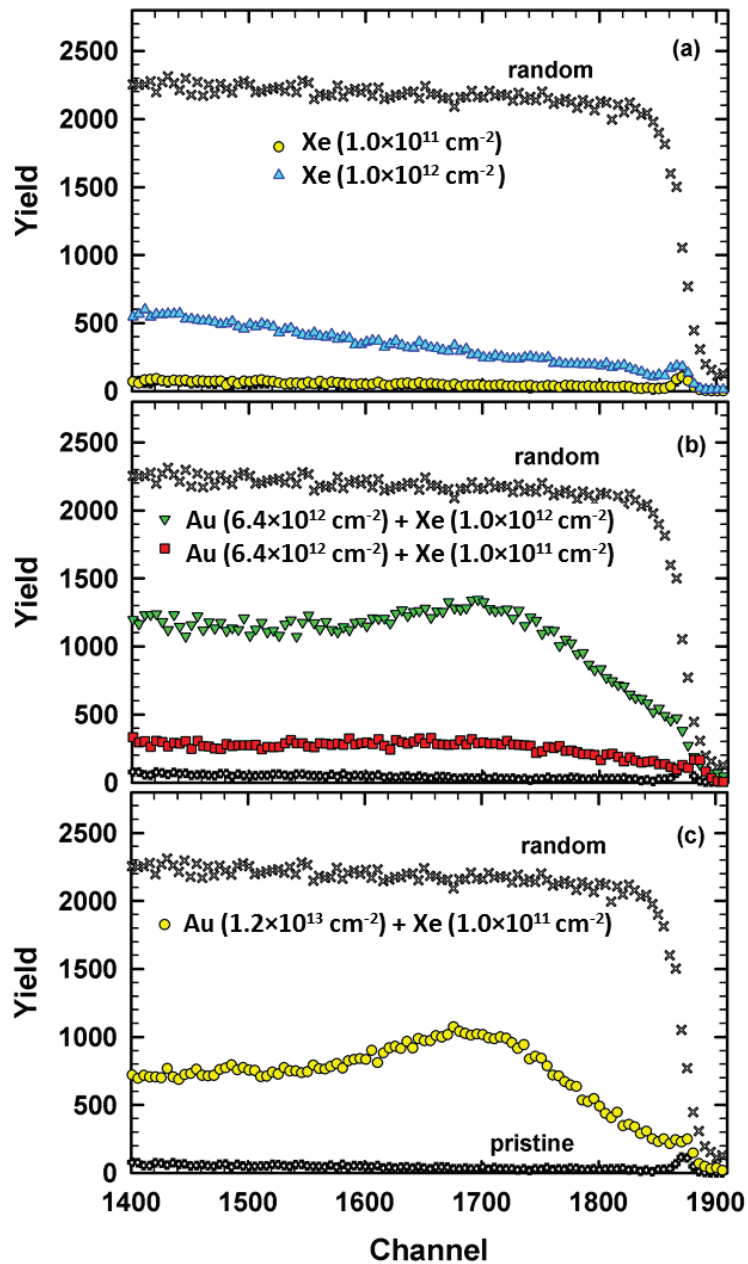 (a)
2500
random
2000
Xe (1.0×10¹¹ cm⁻²)
Xe (1.0×10¹² cm⁻²)
1500
Yield
1000
500
0
(b)
2500
random
2000
Au (6.4×10¹² cm⁻²) + Xe (1.0×10¹² cm⁻²)
Au (6.4×10¹² cm⁻²) + Xe (1.0×10¹¹ cm⁻²)
1500
Yield
1000
500
0
(c)
2500
random
2000
Au (1.2×10¹³ cm⁻²) + Xe (1.0×10¹¹ cm⁻²)
1500
Yield
1000
500
pristine
0
1400 1500 1600 1700 1800 1900
Channel